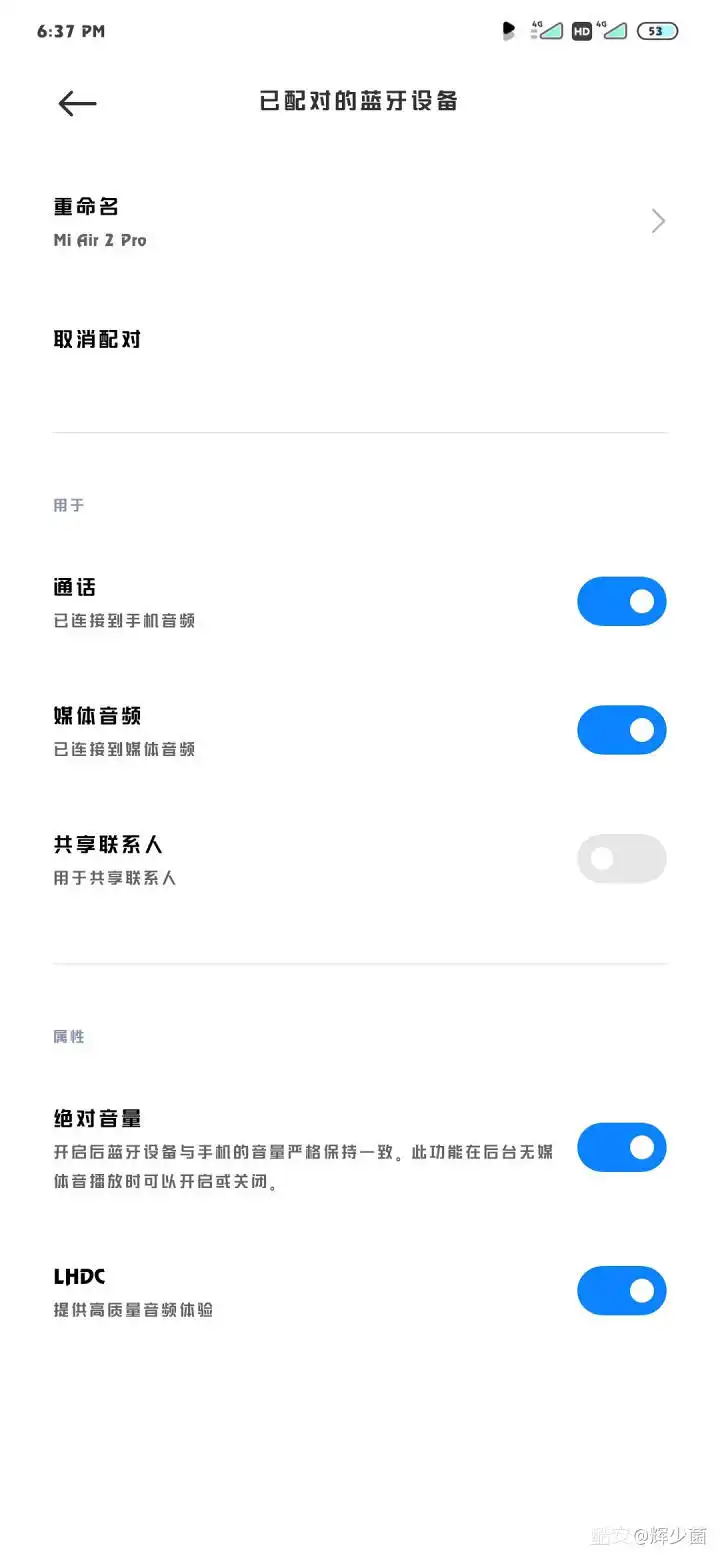 6:37 PM
4G HD 4G 53
已配对的蓝牙设备
重命名
Mi Air 2 Pro
取消配对
用于
通话
已连接到手机音频
媒体音频
已连接到媒体音频
共享联系人
用于共享联系人
属性
绝对音量
开启后蓝牙设备与手机的音量严格保持一致。此功能在后台无媒
体音播放时可以开启或关闭。
LHDC
提供高质量音频体验
酷安@辉少菌